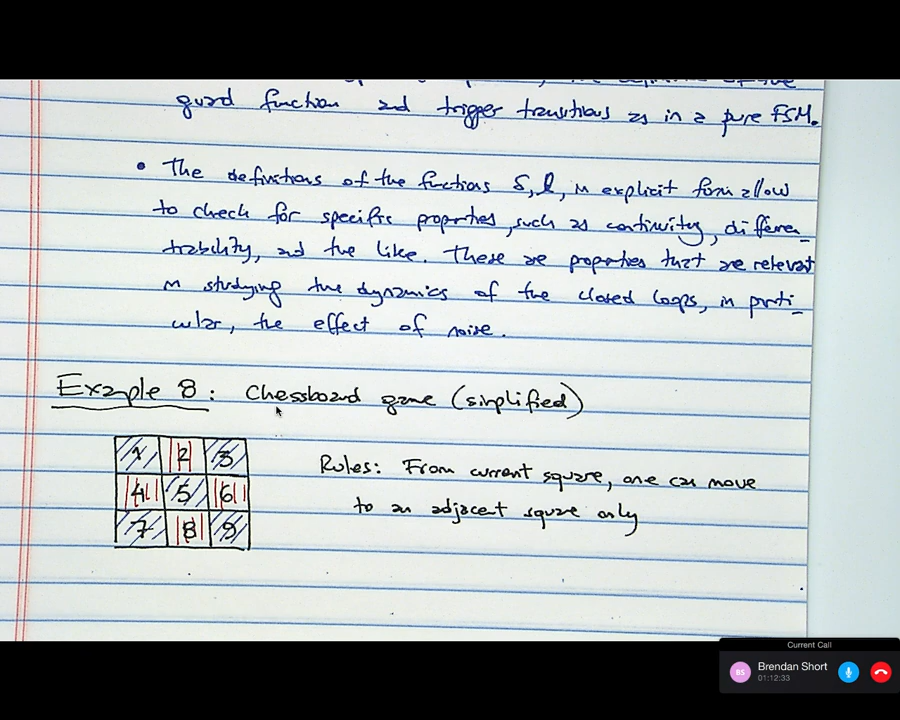 guard function and trigger transitions as in a pure FSM.
• The definitions of the functions δ, l, in explicit form allow
to check for specific properties, such as continuity, differen-
tiability, and the like. These are properties that are relevant
in studying the dynamics of the closed loops, in parti-
cular, the effect of noise.
Example 8: Chessboard game (simplified)
1 2 3
4 5 6
7 8 9
Rules: From current square, one can move
to an adjacent square only
Current Call
BS
Brendan Short
01:12:33